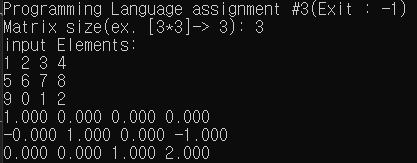 Programming Language assignment #3(Exit : -1)
Matrix size(ex. [3*3]-> 3): 3
input Elements:
1 2 3 4
5 6 7 8
9 0 1 2
1.000 0.000 0.000 0.000
-0.000 1.000 0.000 -1.000
0.000 0.000 1.000 2.000